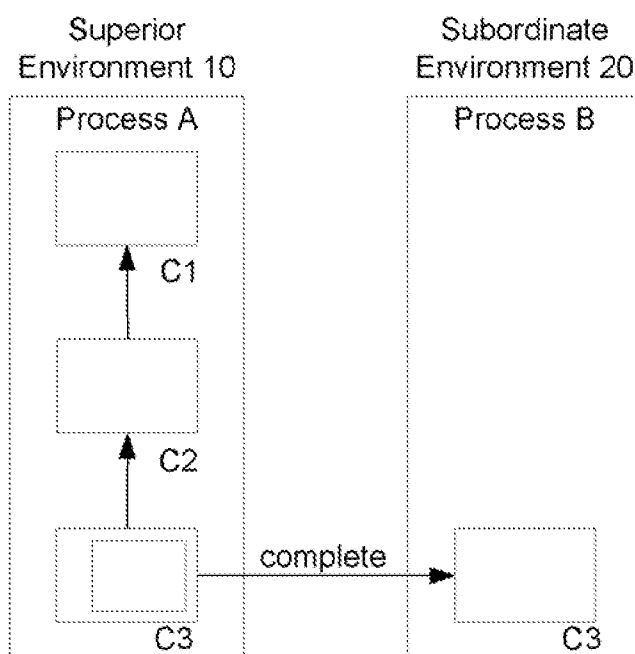 Superior
Environment 10
Subordinate
Environment 20
Process A
Process B
C1
C2
complete
C3
C3